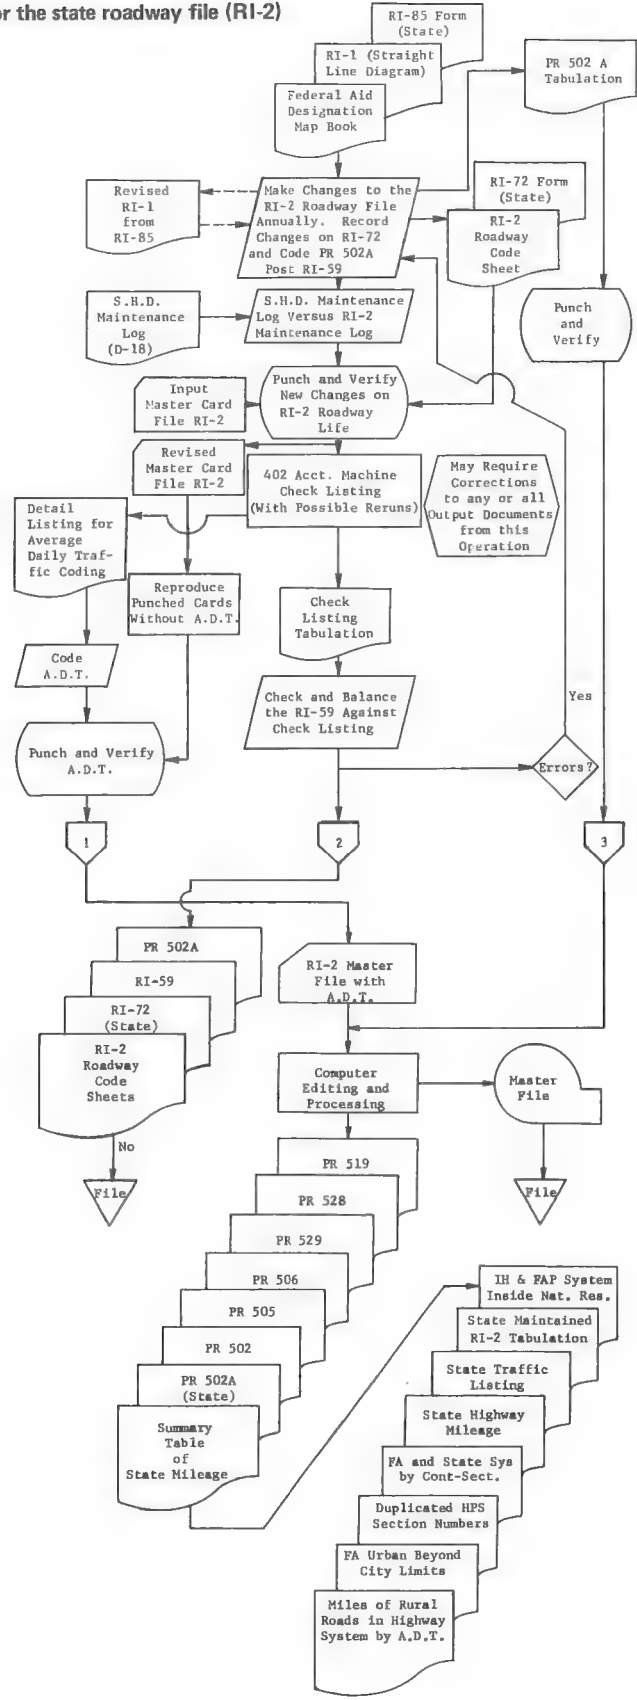 or the state roadway file (RI-2)
RI-85 Form
(State)
RI-1 (Straight
Line Diagram)
Federal Aid
Designation
Map Book
PR 502 A
Tabulation
Revised
RI-1
from
RI-85
Make Changes to the
RI-2 Roadway File
Annually. Record
Changes on RI-72
and Code PR 502A
Post RI-59
RI-72 Form
(State)
RI-2
Roadway
Code
Sheet
S.H.D.
Maintenance
Log
(D-18)
S.H.D. Maintenance
Log Versus RI-2
Maintenance Log
Punch
and
Verify
Input
Master Card
File RI-2
Punch and Verify
New Changes on
RI-2 Roadway
Life
Revised
Master Card
File RI-2
402 Acct. Machine
Check Listing
(With Possible Reruns)
May Require
Corrections
to any or all
Output Documents
from this
Operation
Detail
Listing for
Average
Daily Traf-
fic Coding
Reproduce
Punched Cards
Without A.D.T.
Check
Listing
Tabulation
Code
A.D.T.
Check and Balance
the RI-59 Against
Check Listing
Yes
Punch and Verify
A.D.T.
Errors?
1
2
3
PR 502A
RI-59
RI-72
(State)
RI-2
Roadway
Code
Sheets
RI-2 Master
File with
A.D.T.
Computer
Editing and
Processing
Master
File
No
File
File
PR 519
PR 528
PR 529
PR 506
PR 505
PR 502
PR 502A
(State)
Summary
Table
of
State Mileage
IH & FAP System
Inside Nat. Res.
State Maintained
RI-2 Tabulation
State Traffic
Listing
State Highway
Mileage
FA and State Sys
by Cont-Sect.
Duplicated HPS
Section Numbers
FA Urban Beyond
City Limits
Miles of Rural
Roads in Highway
System by A.D.T.